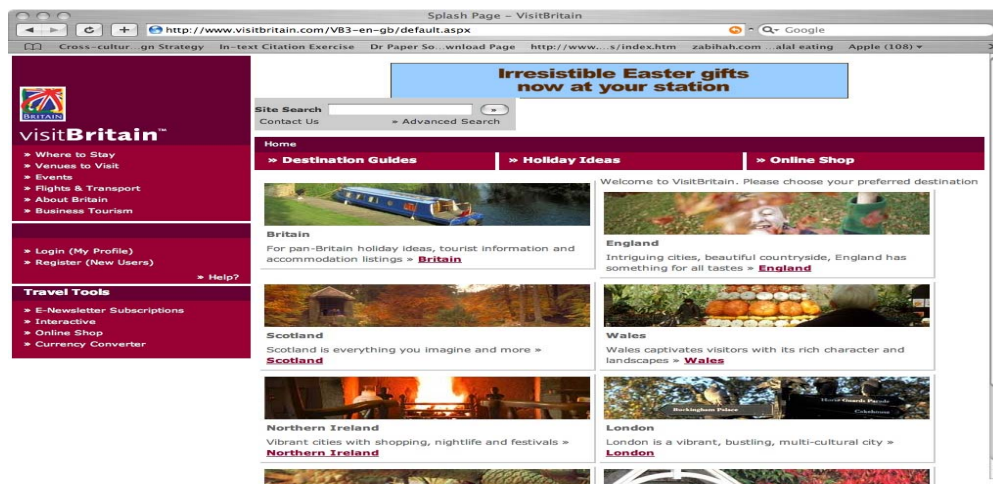 Splash Page – VisitBritain
http://www.visitbritain.com/VB3-en-gb/default.aspx
Google
Cross-cultur...gn Strategy In-text Citation Exercise Dr Paper So...wnload Page http://www....s/index.htm zabihah.com ...alal eating Apple (108)
Irresistible Easter gifts
now at your station
BRITAIN
visitBritain™
» Where to Stay
» Venues to Visit
» Events
» Flights & Transport
» About Britain
» Business Tourism
» Login (My Profile)
» Register (New Users)
» Help?
Travel Tools
» E-Newsletter Subscriptions
» Interactive
» Online Shop
» Currency Converter
Site Search
Contact Us » Advanced Search
Home
» Destination Guides » Holiday Ideas » Online Shop
Welcome to VisitBritain. Please choose your preferred destination
Britain
For pan-Britain holiday ideas, tourist information and
accommodation listings » Britain
England
Intriguing cities, beautiful countryside, England has
something for all tastes » England
Scotland
Scotland is everything you imagine and more »
Scotland
Wales
Wales captivates visitors with its rich character and
landscapes » Wales
Northern Ireland
Vibrant cities with shopping, nightlife and festivals »
Northern Ireland
Buckingham Palace
Horse Guards Parade
London
London is a vibrant, bustling, multi-cultural city »
London